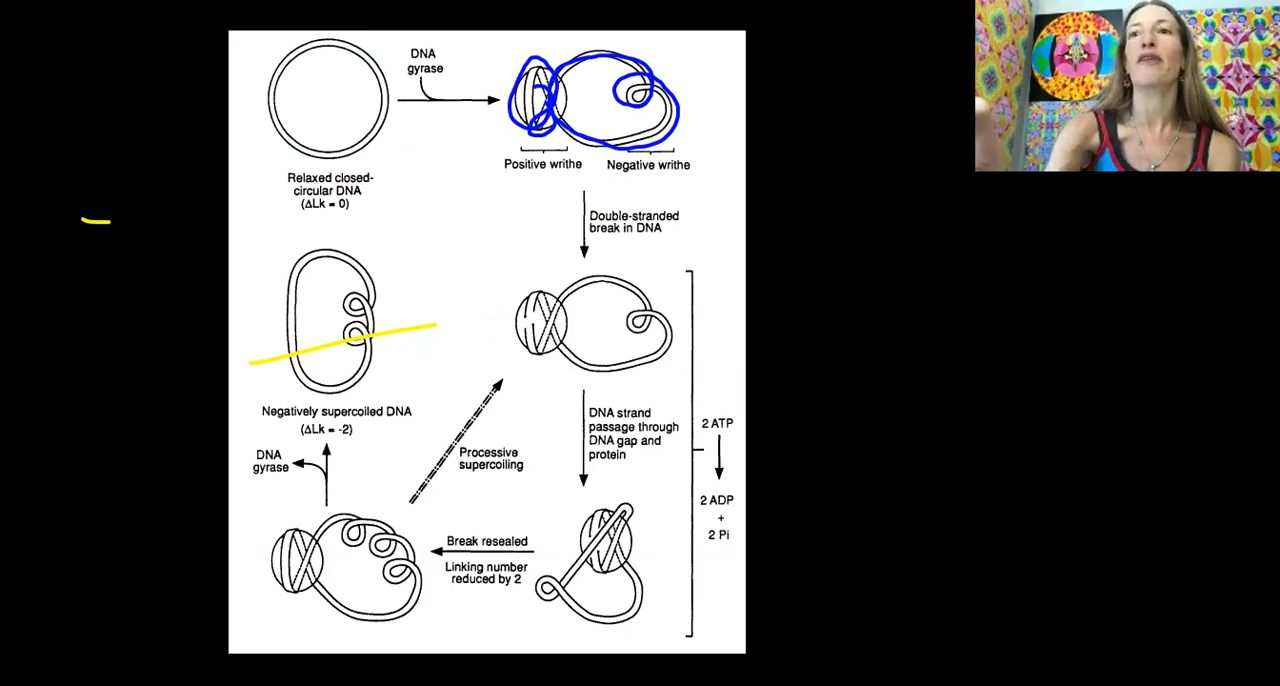 DNA
gyrase
Relaxed closed-
circular DNA
(ΔLk = 0)
Positive writhe
Negative writhe
Double-stranded
break in DNA
DNA strand
passage through
DNA gap and
protein
2 ATP
2 ADP
+
2 Pi
Break resealed
Linking number
reduced by 2
Processive
supercoiling
DNA
gyrase
Negatively supercoiled DNA
(ΔLk = -2)